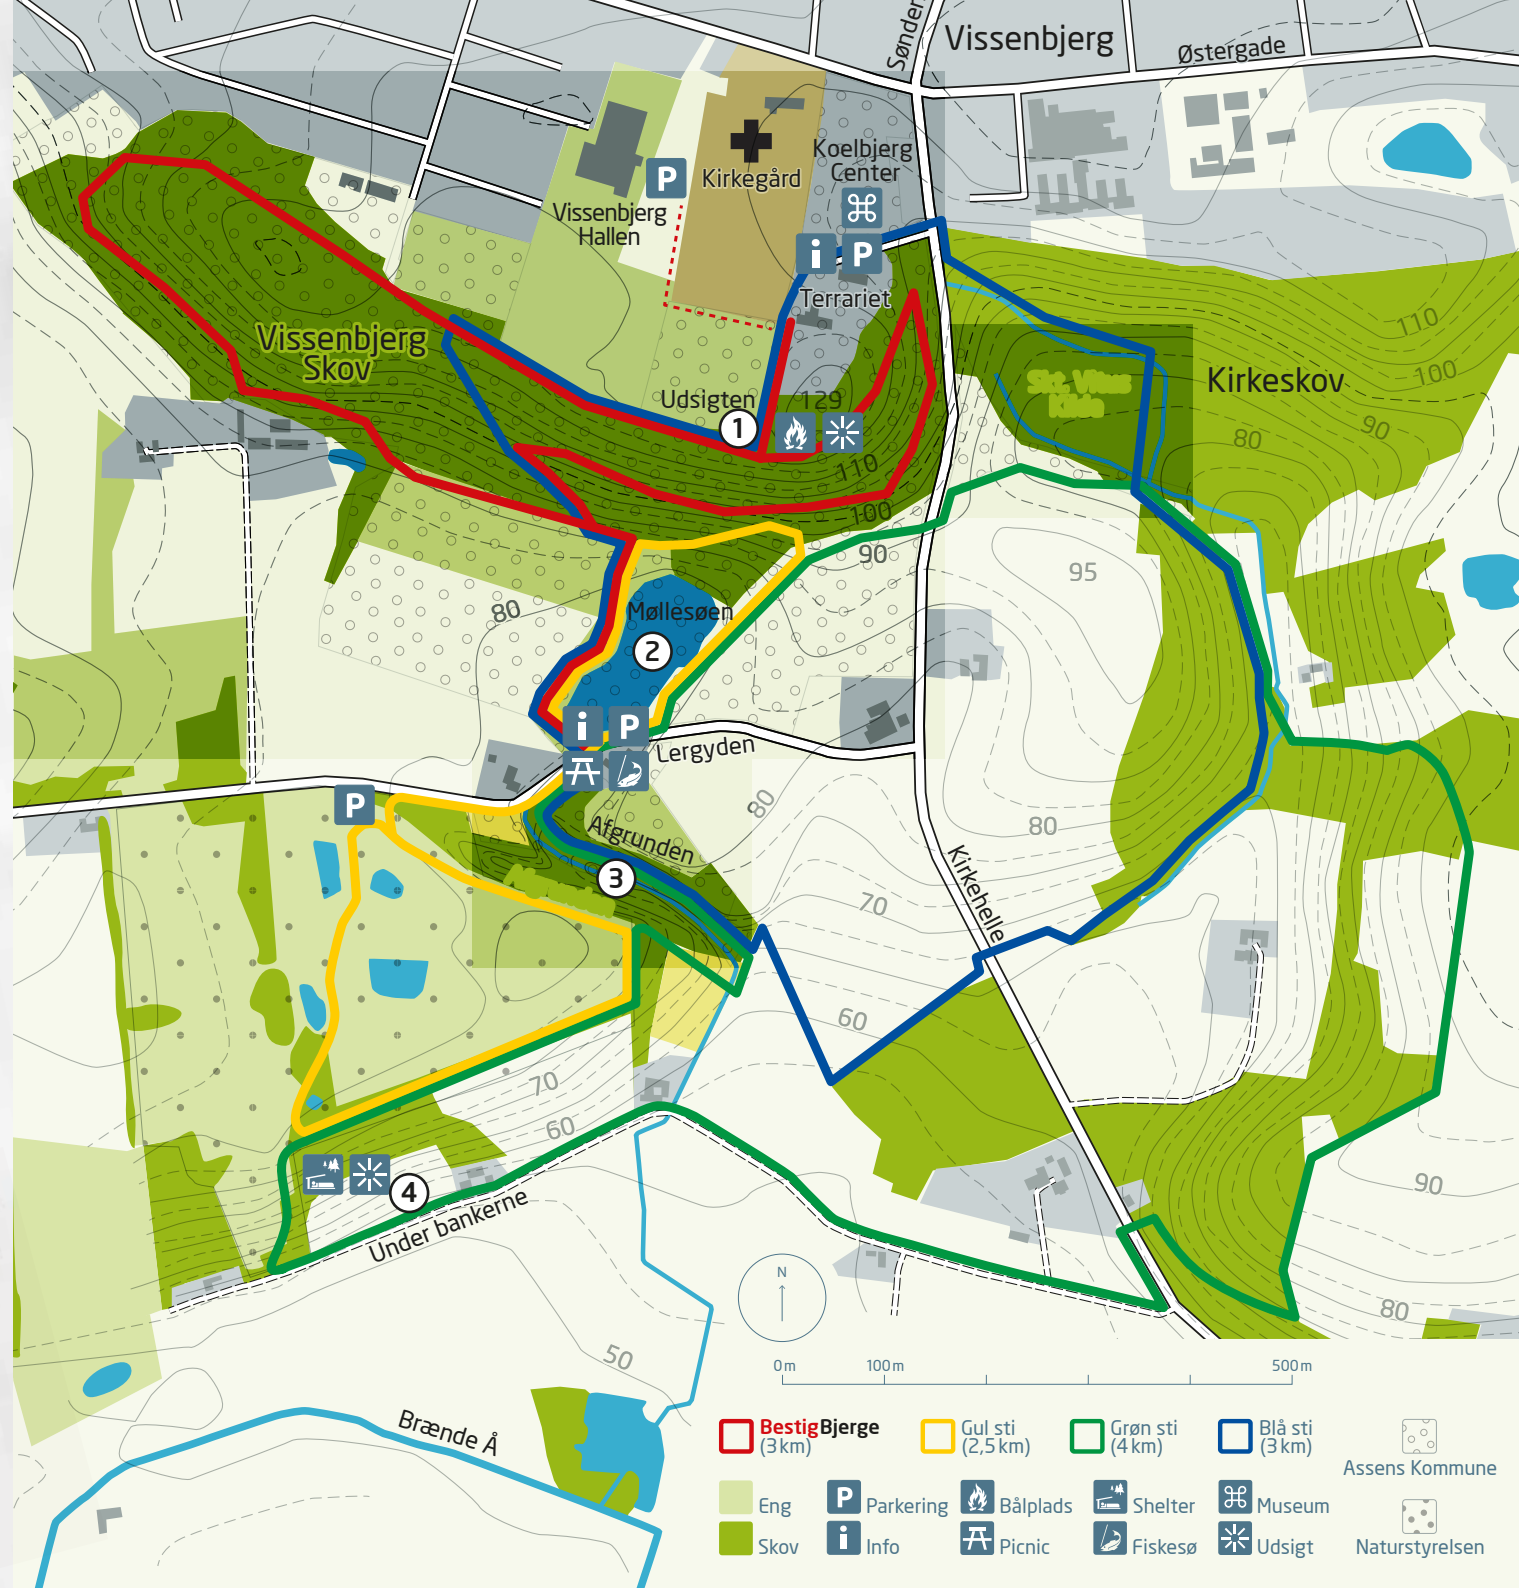 Vissenbjerg
Østergade
Sønder
P
Kirkegård
Koelbjerg
Center
Vissenbjerg
Hallen
i
P
Terrariet
Vissenbjerg
Skov
Kirkeskov
Udsigten
129
1
110
100
90
110
100
90
80
95
80
Møllesøen
2
i
P
Lergyden
P
80
80
Afgrunden
3
Kirkehelle
70
60
70
60
4
Under bankerne
90
80
N
50
0m
100m
500m
Brænde Å
BestigBjerge
(3 km)
Gul sti
(2,5 km)
Grøn sti
(4 km)
Blå sti
(3 km)
Assens Kommune
Eng
P Parkering
Bålplads
Shelter
Museum
Skov
i Info
Picnic
Fiskesø
Udsigt
Naturstyrelsen